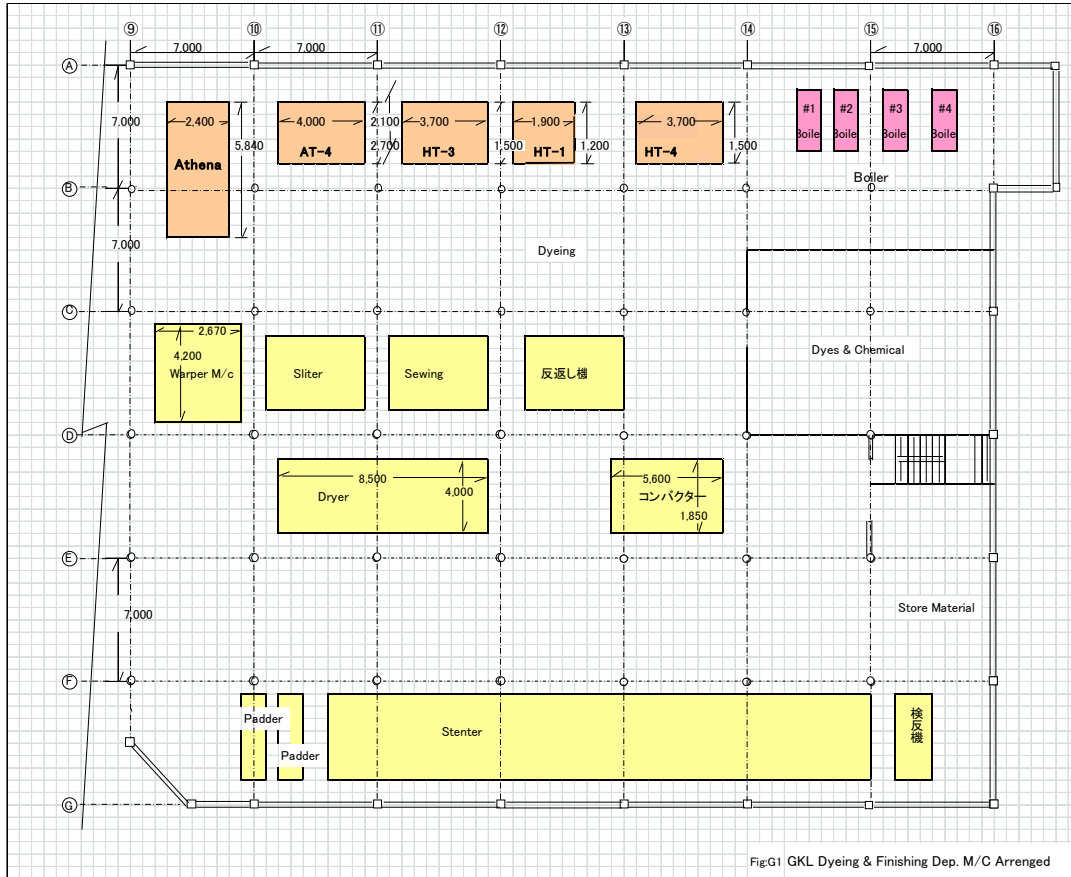 ⑨ ⑩ ⑪ ⑫ ⑬ ⑭ ⑮ ⑯
7,000 7,000 7,000
Ⓐ
#1 #2 #3 #4
7,000 2,400 4,000 2,100 3,700 1,900 3,700
Boile Boile Boile Boile
5,840 2,700 1,500 1,200 1,500
Athena AT-4 HT-3 HT-1 HT-4
Boiler
Ⓑ
7,000
Dyeing
Ⓒ
2,670
4,200
Warper M/c Sliter Sewing 反返し機 Dyes & Chemical
Ⓓ
8,500 4,000 5,600
Dryer コンバクター
1,850
Ⓔ
7,000
Store Material
Ⓕ
Padder
Stenter
検反機
Padder
Ⓖ
Fig:G1 GKL Dyeing & Finishing Dep. M/C Arrenged